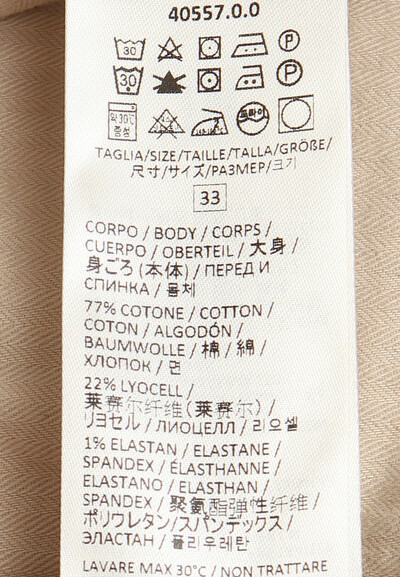 40557.0.0
30 P
30 P
약30℃ 중성 드라이
TAGLIA/SIZE/TAILLE/TALLA/GRÖßE/
尺寸/サイズ/РАЗМЕР/크기
33
CORPO / BODY / CORPS /
CUERPO / OBERTEIL / 大身/
身ごろ (本体) / ПЕРЕД И
СПИНКА / 몸체
77% COTONE / COTTON /
COTON / ALGODÓN /
BAUMWOLLE / 棉 / 綿 /
ХЛОПОК / 면
22% LYOCELL /
莱赛尔纤维(莱赛尔) /
リヨセル / ЛИОЦЕЛЛ / 리오셀
1% ELASTAN / ELASTANE /
SPANDEX / ÉLASTHANNE /
ELASTANO / ELASTHAN /
SPANDEX / 聚氨酯弹性纤维 /
ポリウレタン/スパンデックス /
ЭЛАСТАН / 폴리우레탄
LAVARE MAX 30°C / NON TRATTARE